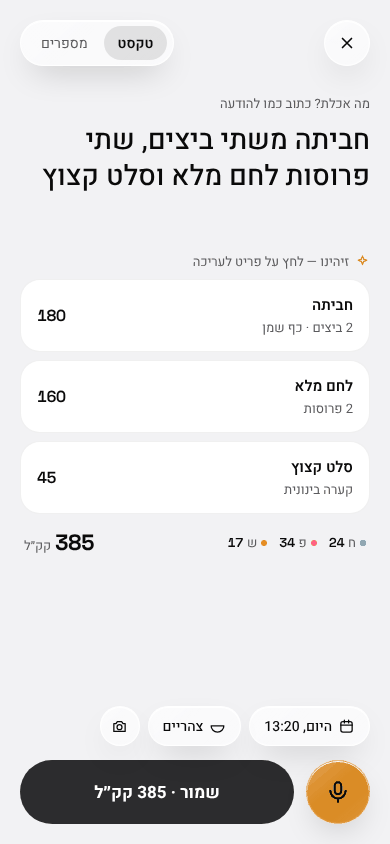 טקסט מספרים
מה אכלת? כתוב כמו להודעה
חביתה משתי ביצים, שתי
פרוסות לחם מלא וסלט קצוץ
זיהינו — לחץ על פריט לעריכה
חביתה 180
2 ביצים · כף שמן
לחם מלא 160
2 פרוסות
סלט קצוץ 45
קערה בינונית
ח 24 פ 34 ש 17 385 קק״ל
היום, 13:20 צהריים
שמור · 385 קק״ל